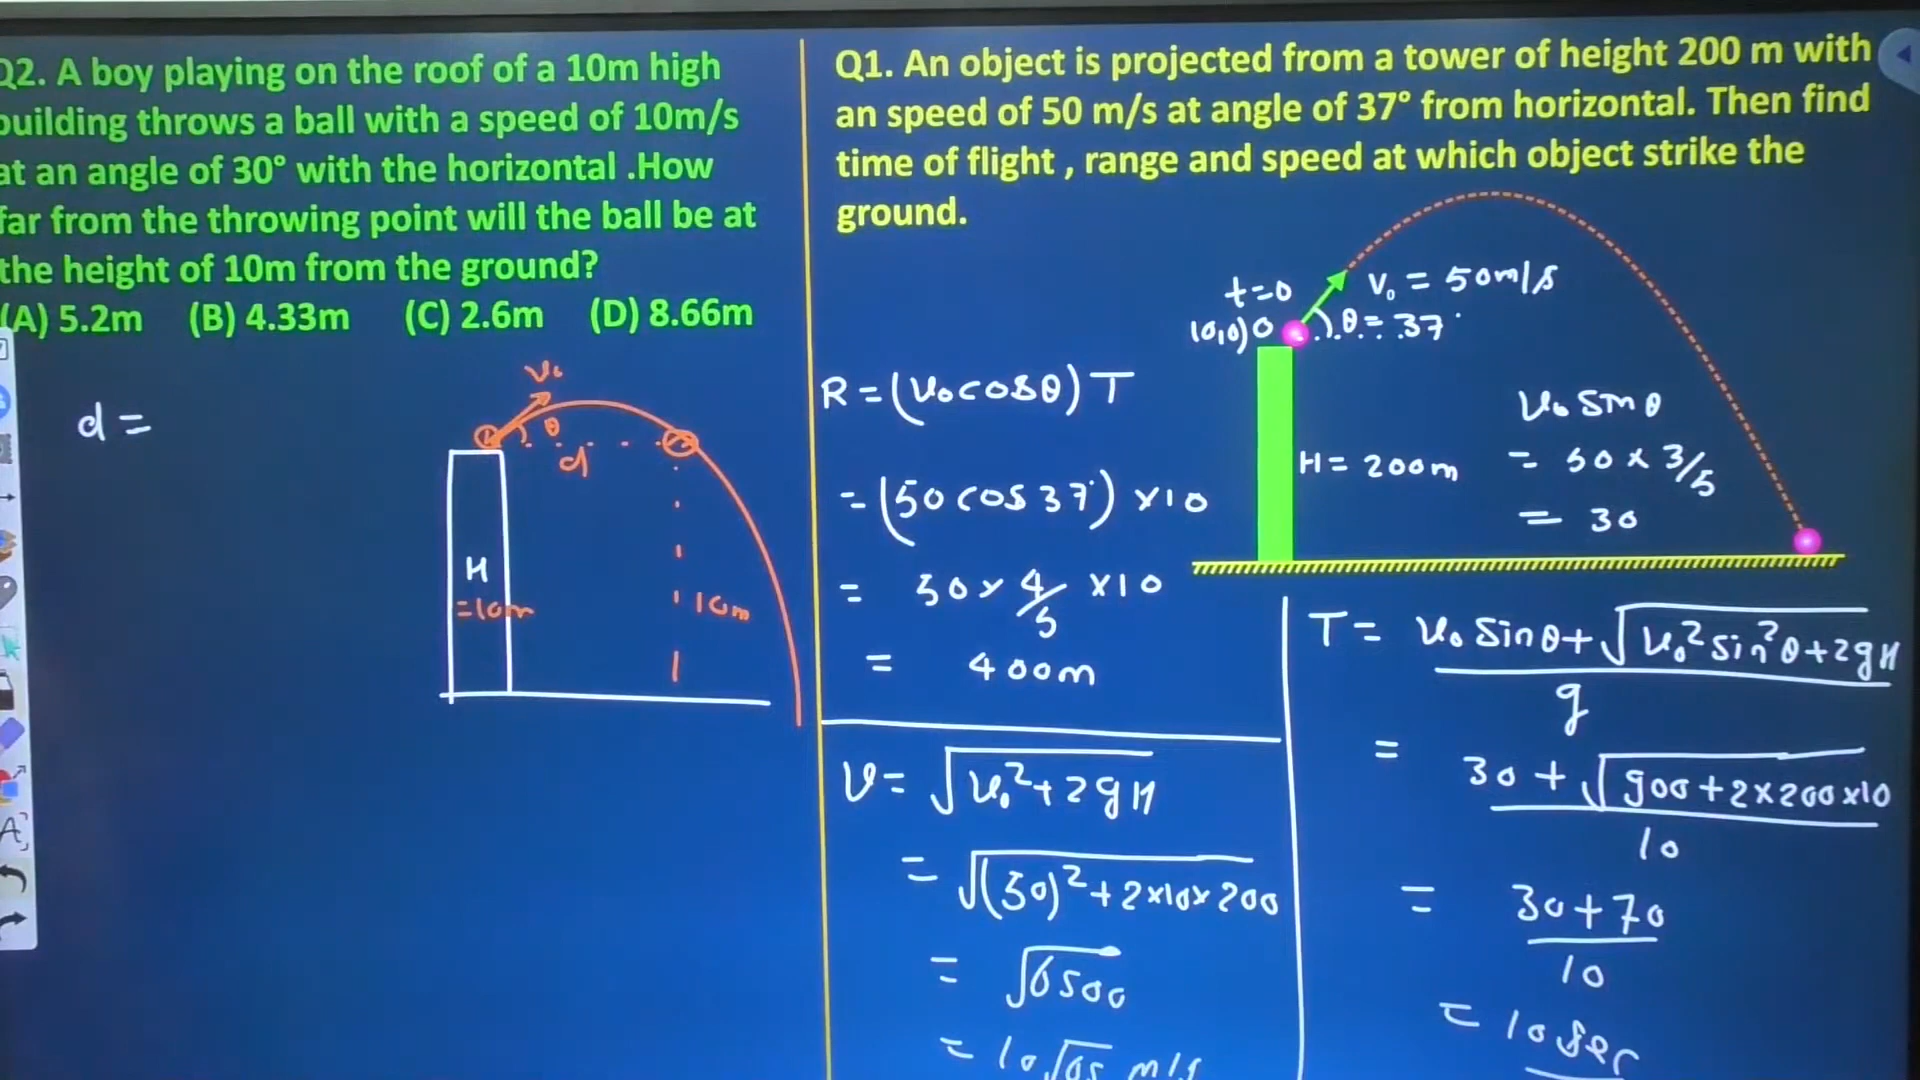 Q2. A boy playing on the roof of a 10m high
building throws a ball with a speed of 10m/s
at an angle of 30° with the horizontal .How
far from the throwing point will the ball be at
the height of 10m from the ground?
(A) 5.2m (B) 4.33m (C) 2.6m (D) 8.66m
d =
v₀
θ
d
H
=10m
10m
Q1. An object is projected from a tower of height 200 m with
an speed of 50 m/s at angle of 37° from horizontal. Then find
time of flight , range and speed at which object strike the
ground.
t=0
(0,0) O
V₀ = 50m/s
θ = 37°
H = 200m
u₀ sinθ
= 50 × 3/5
= 30
R = (u₀cosθ) T
= (50 cos 37°) ×10
= 50 × 4/5 ×10
= 400m
V = √(u₀²+2gH)
= √((50)²+2×10×200)
= √6500
= 10√65 m/s
T = (u₀ sinθ + √(u₀² sin²θ+2gH))/g
= (30 + √(900+2×200×10))/10
= (30+70)/10
= 10 sec